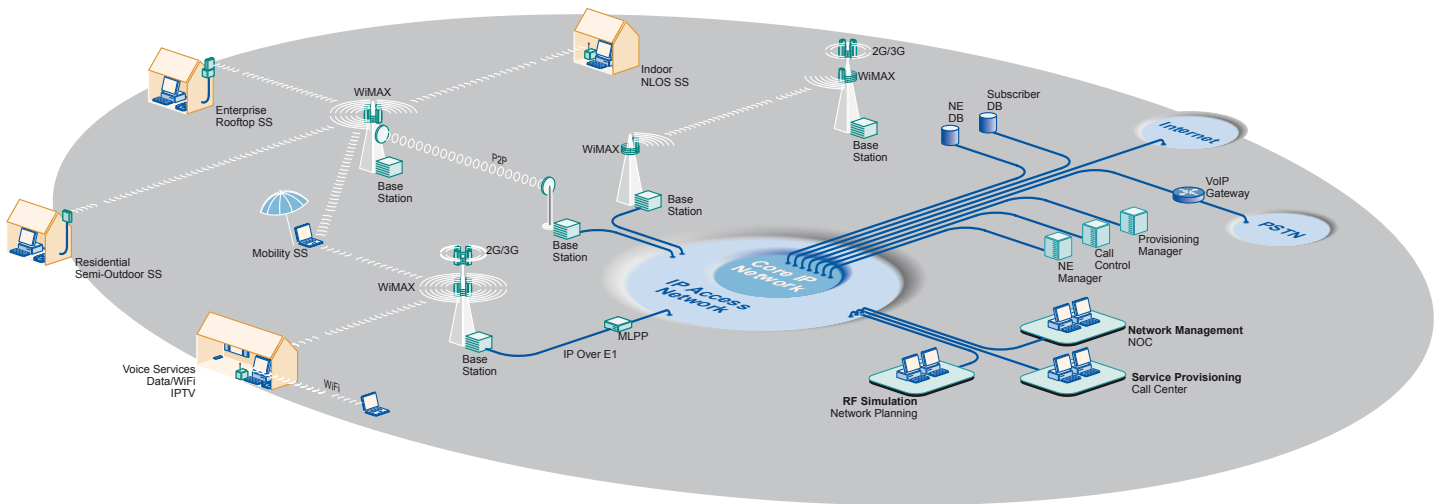 2G/3G
WiMAX
Base
Station
Indoor
NLOS SS
WiMAX
Enterprise
Rooftop SS
P2P
Base
Station
WiMAX
Base
Station
NE
DB
Subscriber
DB
Internet
VoIP
Gateway
PSTN
Provisioning
Manager
Call
Control
NE
Manager
Residential
Semi-Outdoor SS
Mobility SS
Base
Station
2G/3G
WiMAX
Base
Station
Core IP
Network
IP Access
Network
MLPP
IP Over E1
Voice Services
Data/WiFi
IPTV
WiFi
Network Management
NOC
Service Provisioning
Call Center
RF Simulation
Network Planning